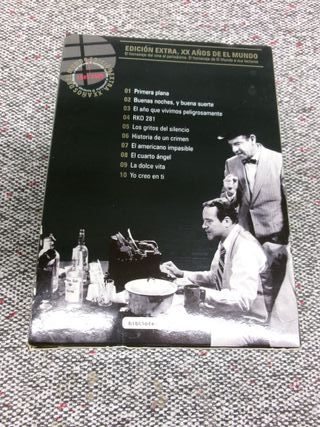 EDICIÓN EXTRA. XX AÑOS DE EL MUNDO
El homenaje del cine al periodismo. El homenaje de El Mundo a sus lectores
01 Primera plana
02 Buenas noches, y buena suerte
03 El año que vivimos peligrosamente
04 RKO 281
05 Los gritos del silencio
06 Historia de un crimen
07 El americano impasible
08 El cuarto ángel
09 La dolce vita
10 Yo creo en ti